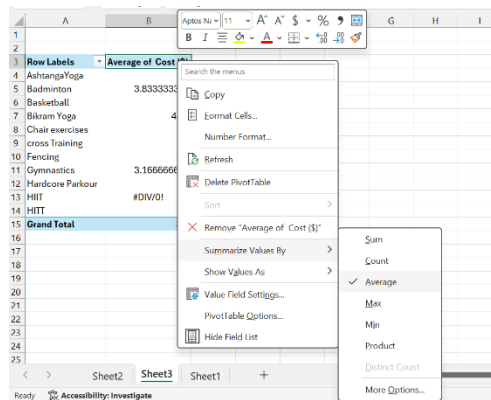 Aptos Na 11 A^ A˅ $ % 9
B I
A B G H I
1
2
3 Row Labels Average of Cost ($)
4 AshtangaYoga
5 Badminton 3.8333333
6 Basketball
7 Bikram Yoga 4
8 Chair exercises
9 cross Training
10 Fencing
11 Gymnastics 3.1666666
12 Hardcore Parkour
13 HIIT #DIV/0!
14 HITT
15 Grand Total
16
17
18
19
20
21
22
23
24
25
Search the menus
Copy
Format Cells...
Number Format...
Refresh
Delete PivotTable
Sort
Remove "Average of Cost ($)"
Summarize Values By
Show Values As
Value Field Settings...
PivotTable Options...
Hide Field List
Sum
Count
Average
Max
Min
Product
Distinct Count
More Options...
Sheet2 Sheet3 Sheet1 +
Ready Accessibility: Investigate